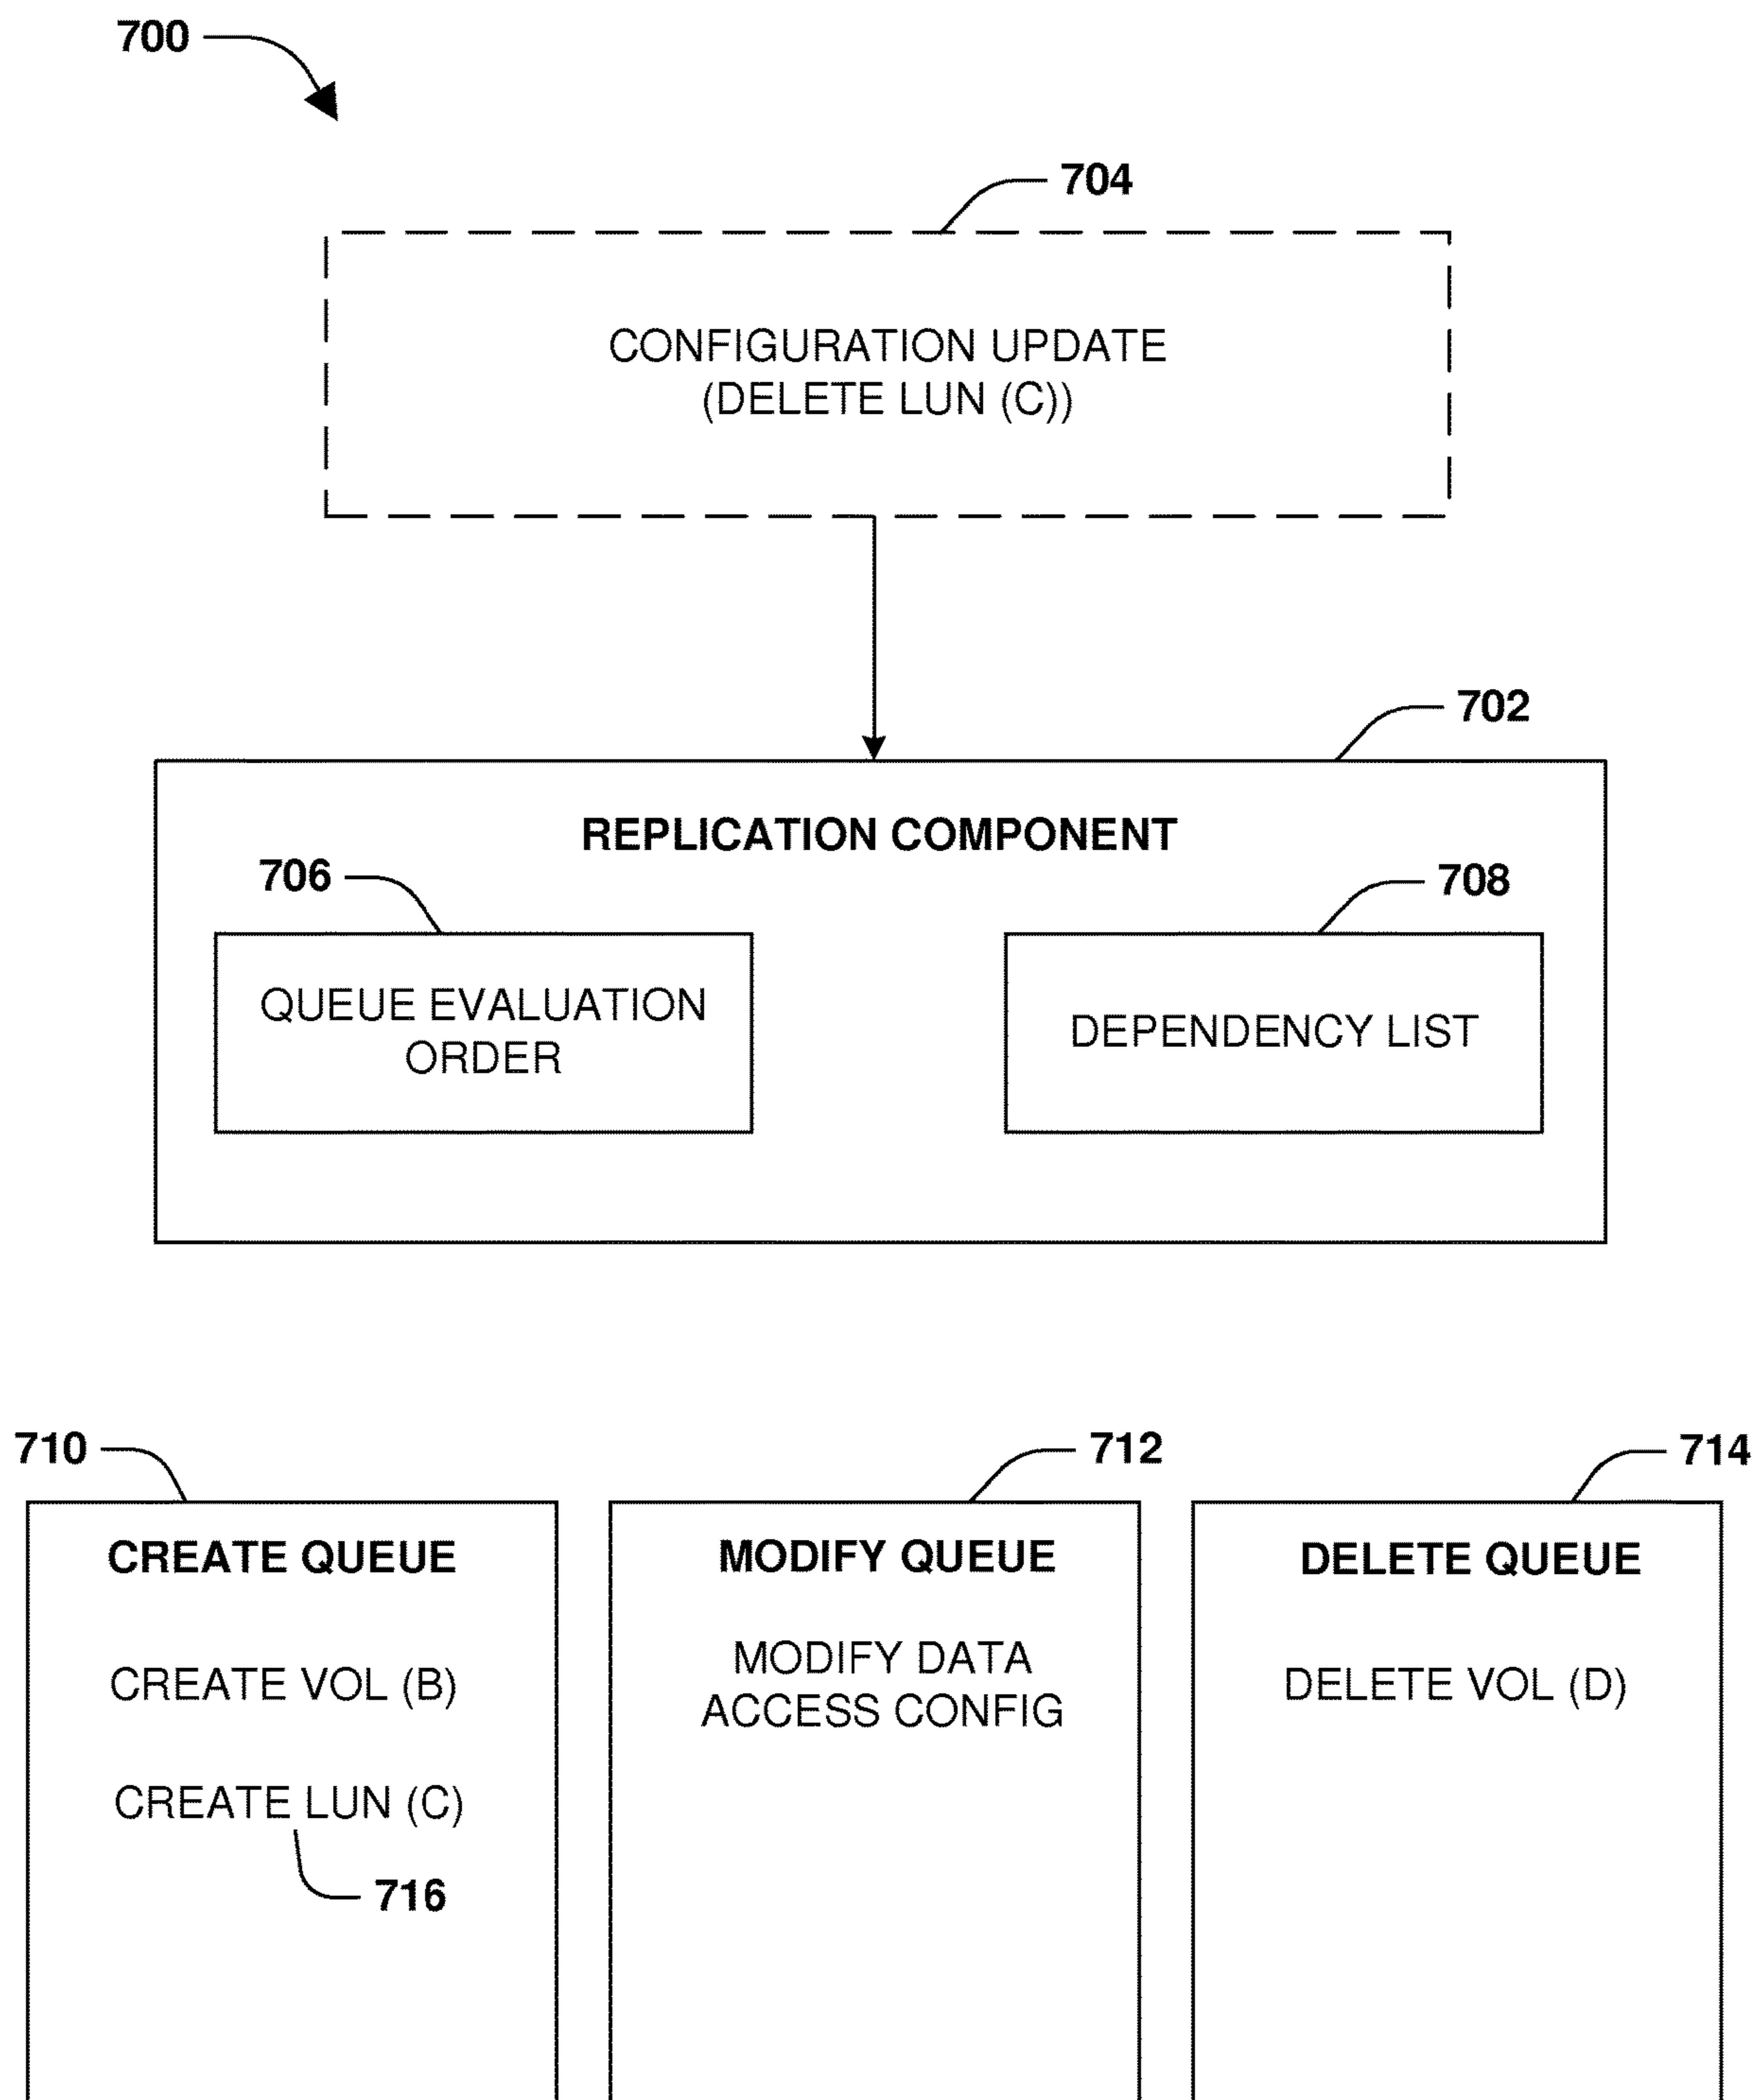 700
704
CONFIGURATION UPDATE
(DELETE LUN (C))
702
REPLICATION COMPONENT
706
708
QUEUE EVALUATION
ORDER
DEPENDENCY LIST
710
712
714
CREATE QUEUE
CREATE VOL (B)
CREATE LUN (C)
716
MODIFY QUEUE
MODIFY DATA
ACCESS CONFIG
DELETE QUEUE
DELETE VOL (D)